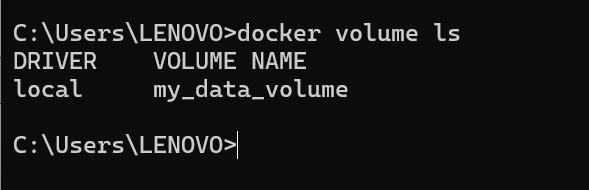 C:\Users\LENOVO>docker volume ls
DRIVER    VOLUME NAME
local     my_data_volume
C:\Users\LENOVO>